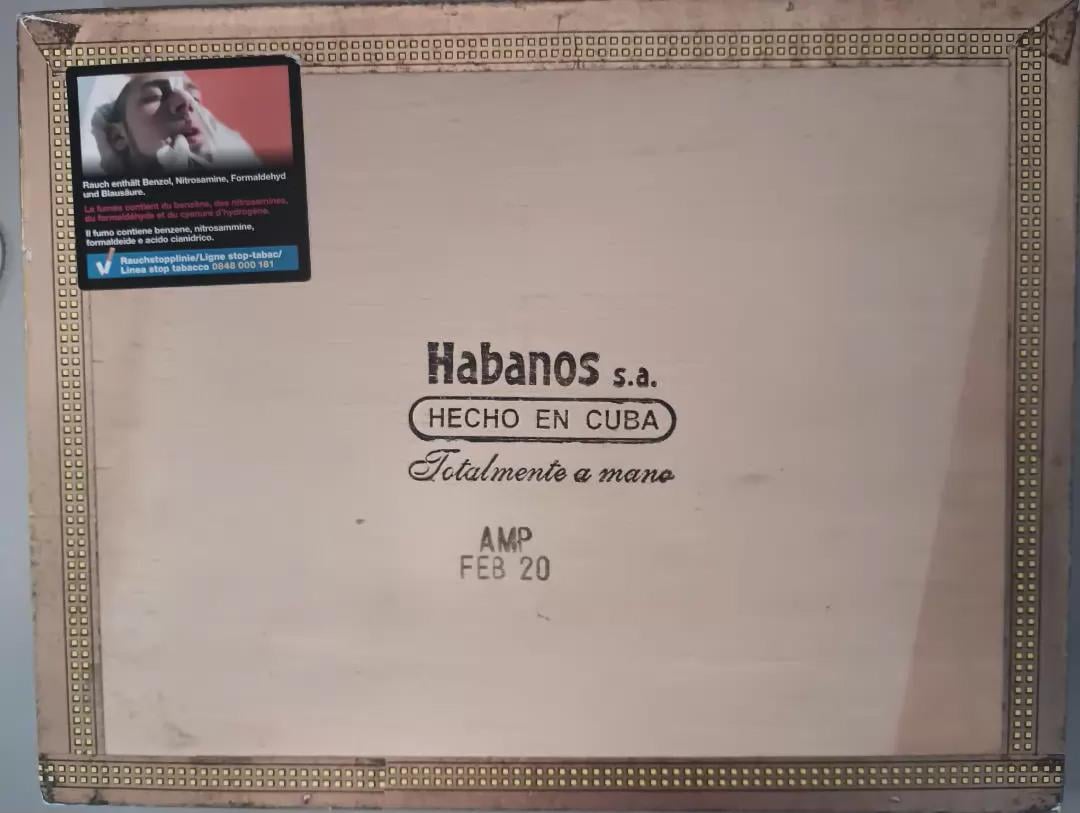 Rauch enthält Benzol, Nitrosamine, Formaldehyd
und Blausäure.
La fumée contient du benzène, des nitrosamines,
du formaldéhyde et du cyanure d'hydrogène.
Il fumo contiene benzene, nitrosammine,
formaldeide e acido cianidrico.
Rauchstopplinie/Ligne stop-tabac/
Linea stop tabacco 0848 000 181
Habanos s.a.
HECHO EN CUBA
Totalmente a mano
AMP
FEB 20